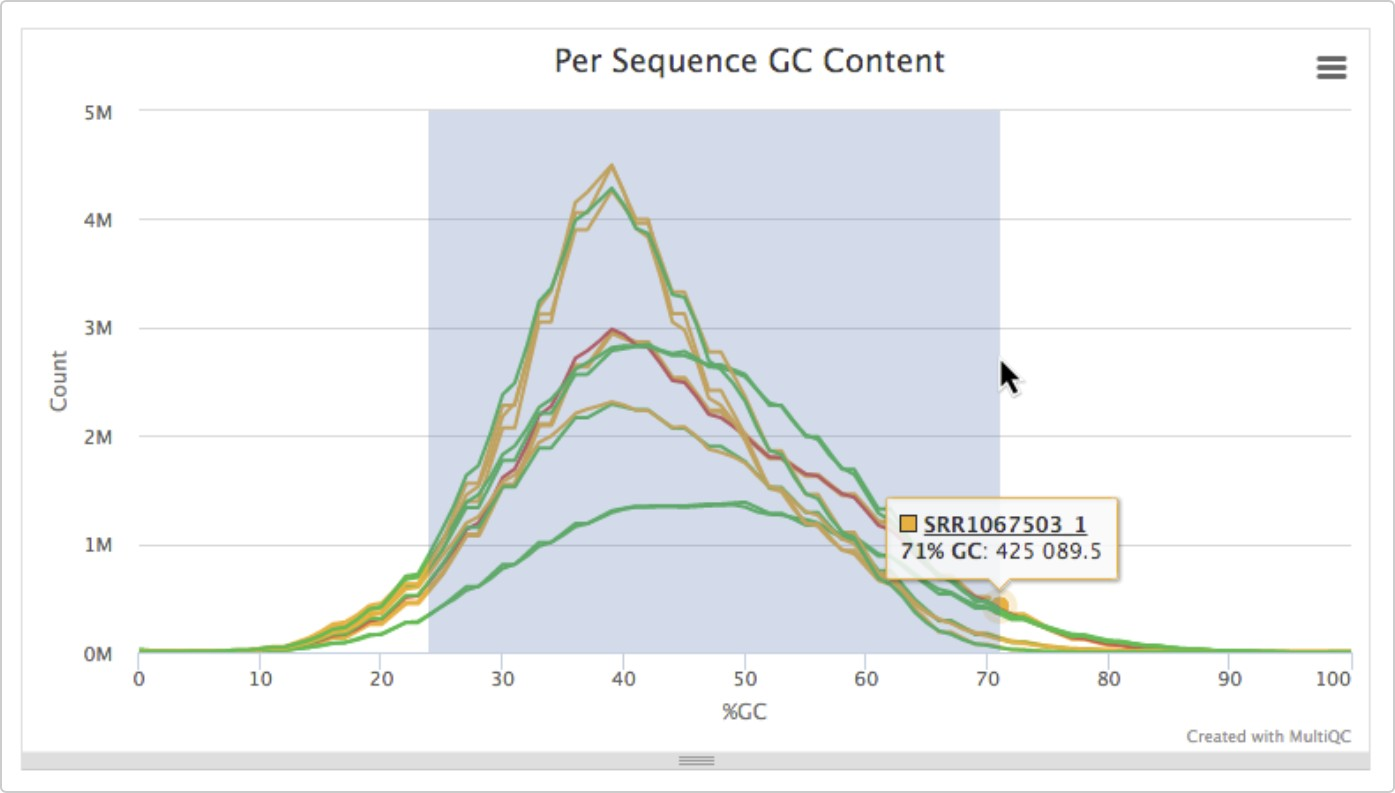 Per Sequence GC Content
5M
4M
3M
2M
1M
0M
Count
SRR1067503_1
71% GC: 425 089.5
0 10 20 30 40 50 60 70 80 90 100
%GC
Created with MultiQC